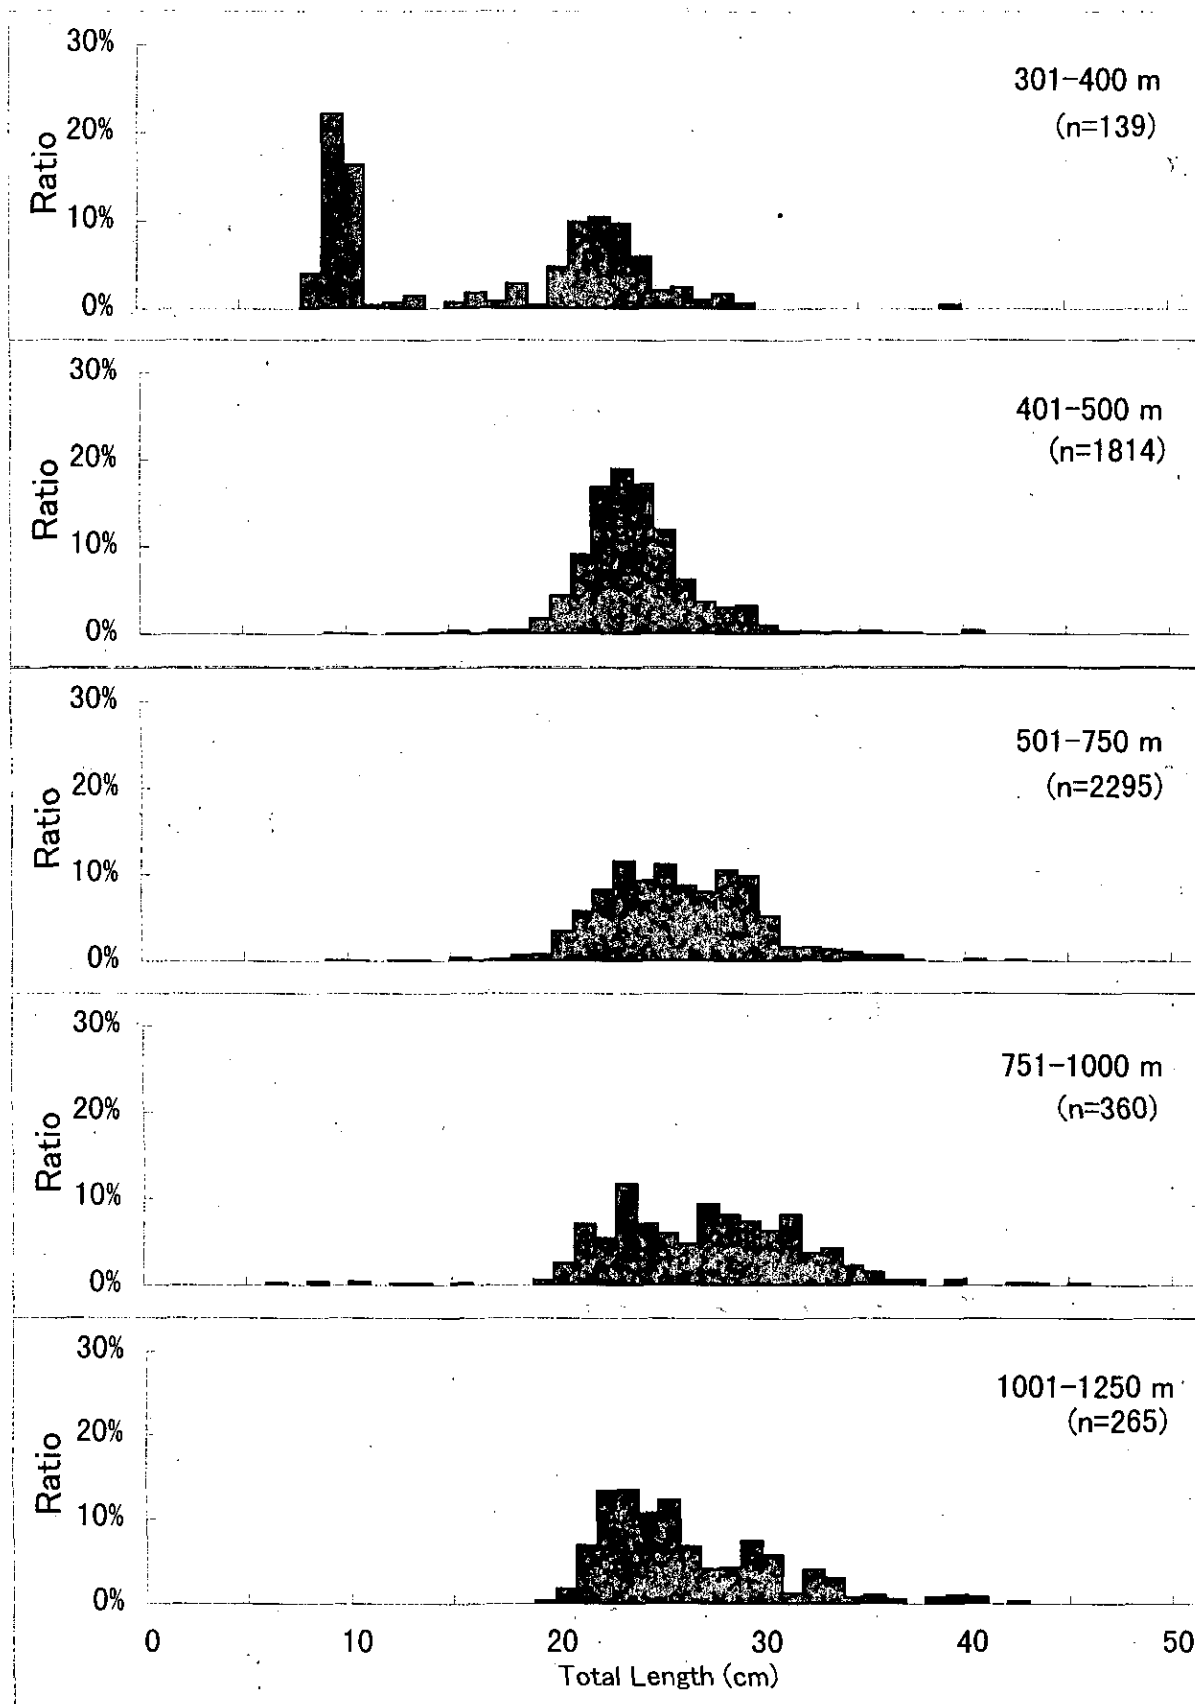 30%
301-400 m
20%
(n=139)
Ratio
10%
0%
30%
401-500 m
20%
(n=1814)
Ratio
10%
0%
30%
501-750 m
20%
(n=2295)
Ratio
10%
0%
30%
751-1000 m
20%
(n=360)
Ratio
10%
0%
30%
1001-1250 m
20%
(n=265)
Ratio
10%
0%
0 10 20 30 40 50
Total Length (cm)